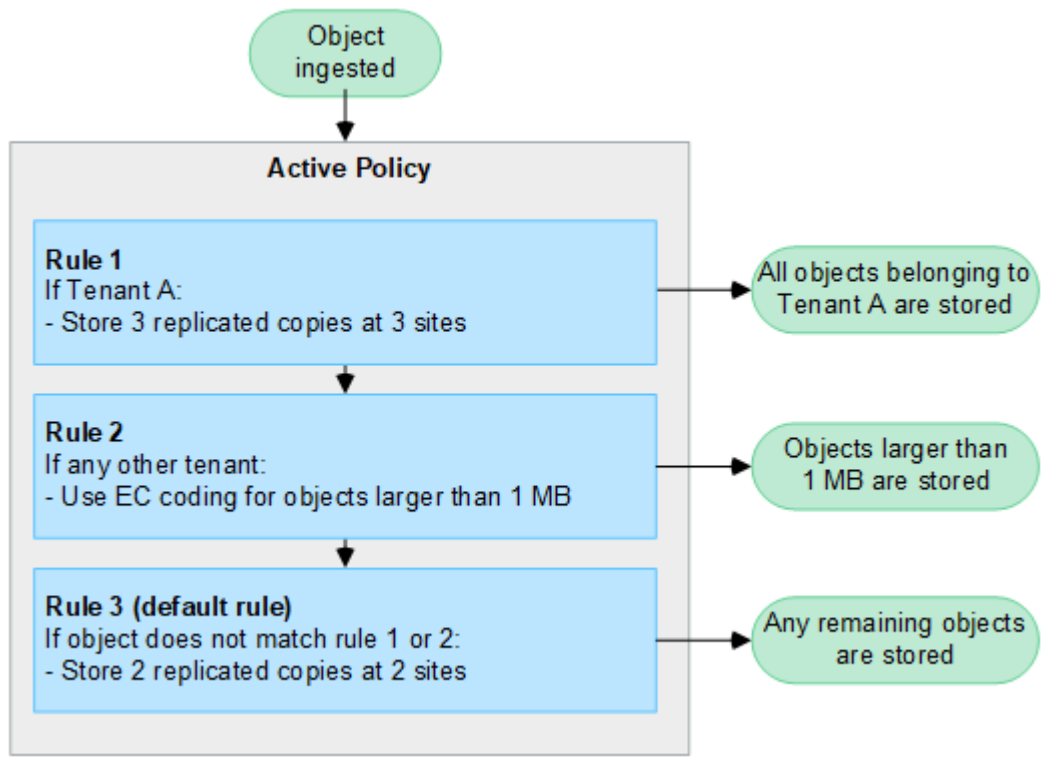 Object
ingested
Active Policy
Rule 1
If Tenant A:
- Store 3 replicated copies at 3 sites
All objects belonging to
Tenant A are stored
Rule 2
If any other tenant:
- Use EC coding for objects larger than 1 MB
Objects larger than
1 MB are stored
Rule 3 (default rule)
If object does not match rule 1 or 2:
- Store 2 replicated copies at 2 sites
Any remaining objects
are stored